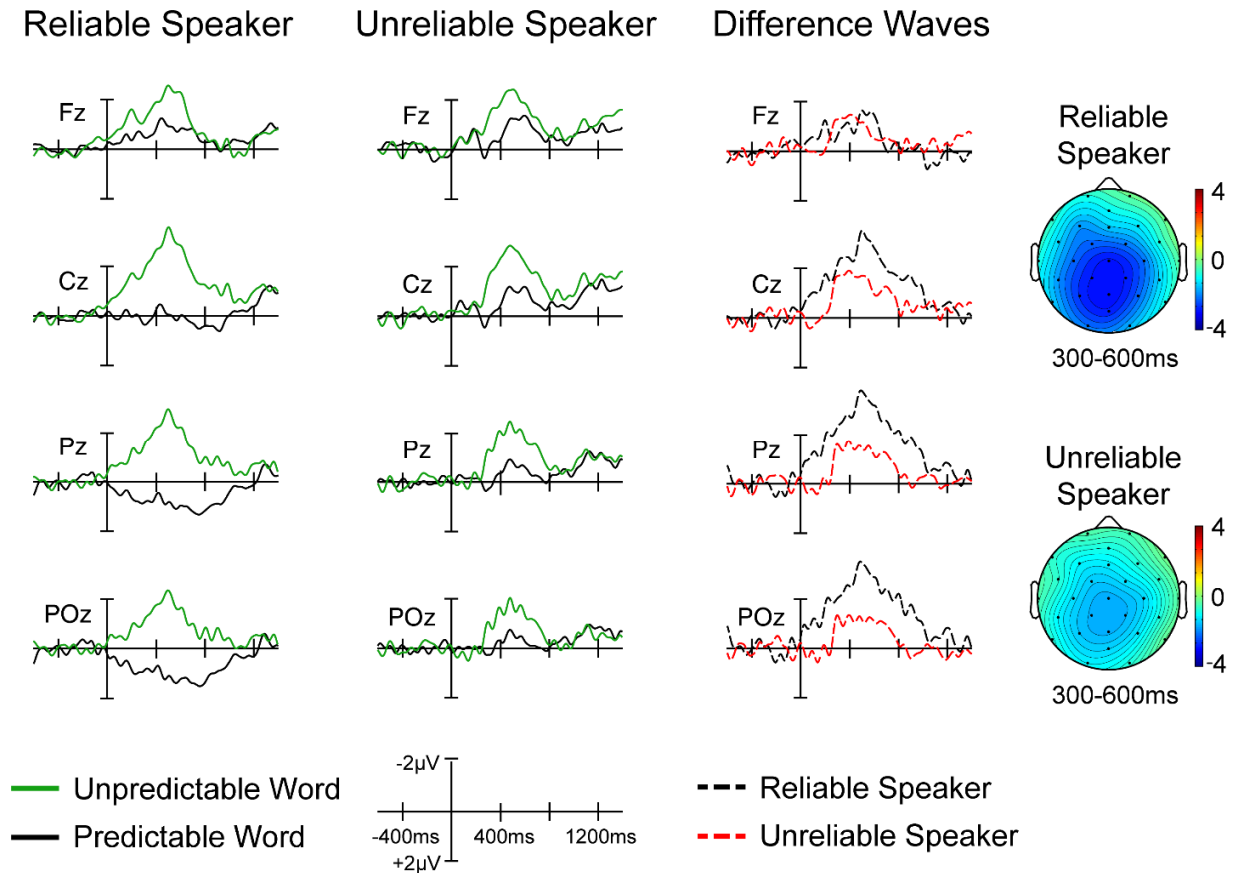 Reliable Speaker
Unreliable Speaker
Difference Waves
Fz
Fz
Fz
Cz
Cz
Cz
Pz
Pz
Pz
POz
POz
POz
Reliable
Speaker
4
0
-4
300-600ms
Unreliable
Speaker
4
0
-4
300-600ms
Unpredictable Word
Predictable Word
-2µV
-400ms 400ms 1200ms
+2µV
Reliable Speaker
Unreliable Speaker